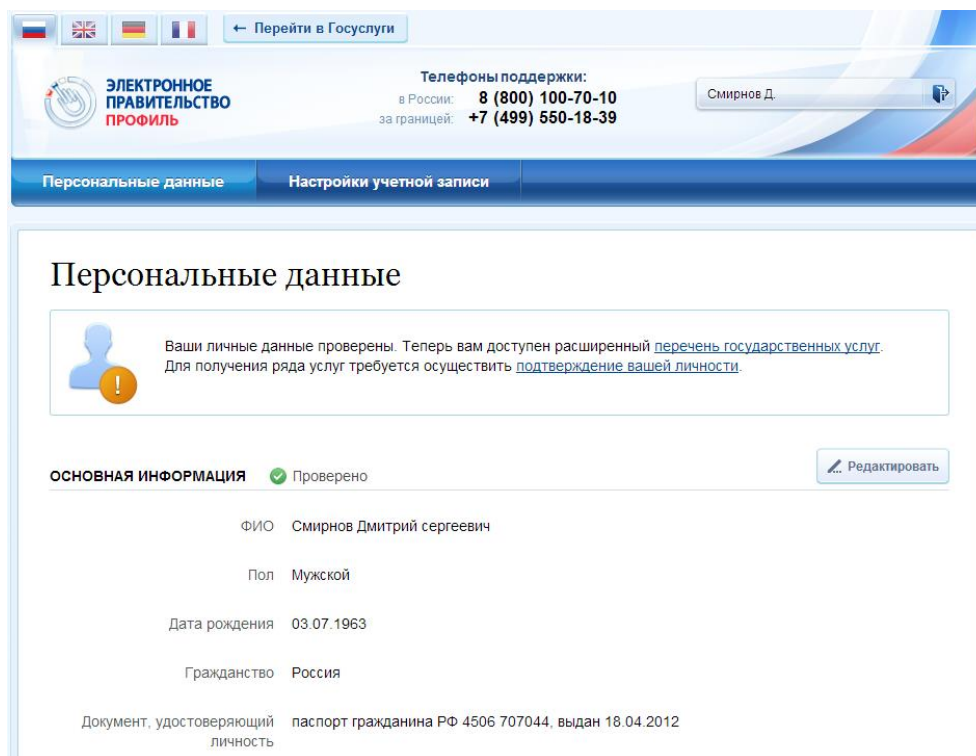 ← Перейти в Госуслуги
ЭЛЕКТРОННОЕ
ПРАВИТЕЛЬСТВО
ПРОФИЛЬ
Телефоны поддержки:
в России: 8 (800) 100-70-10
за границей: +7 (499) 550-18-39
Смирнов Д.
Персональные данные Настройки учетной записи
Персональные данные
Ваши личные данные проверены. Теперь вам доступен расширенный перечень государственных услуг.
Для получения ряда услуг требуется осуществить подтверждение вашей личности.
ОСНОВНАЯ ИНФОРМАЦИЯ Проверено Редактировать
ФИО Смирнов Дмитрий сергеевич
Пол Мужской
Дата рождения 03.07.1963
Гражданство Россия
Документ, удостоверяющий паспорт гражданина РФ 4506 707044, выдан 18.04.2012
личность